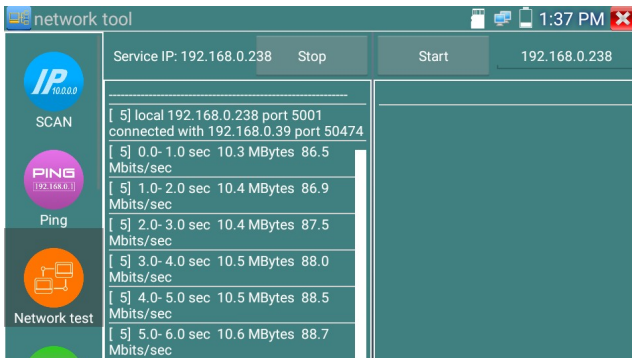 network tool
1:37 PM
Service IP: 192.168.0.238
Stop
Start
192.168.0.238
IP
10.0.0.0
SCAN
PING
192.168.0.1
Ping
Network test
------------------------------------------------------------
[ 5] local 192.168.0.238 port 5001
connected with 192.168.0.39 port 50474
[ 5] 0.0- 1.0 sec 10.3 MBytes 86.5
Mbits/sec
[ 5] 1.0- 2.0 sec 10.4 MBytes 86.9
Mbits/sec
[ 5] 2.0- 3.0 sec 10.4 MBytes 87.5
Mbits/sec
[ 5] 3.0- 4.0 sec 10.5 MBytes 88.0
Mbits/sec
[ 5] 4.0- 5.0 sec 10.5 MBytes 88.5
Mbits/sec
[ 5] 5.0- 6.0 sec 10.6 MBytes 88.7
Mbits/sec